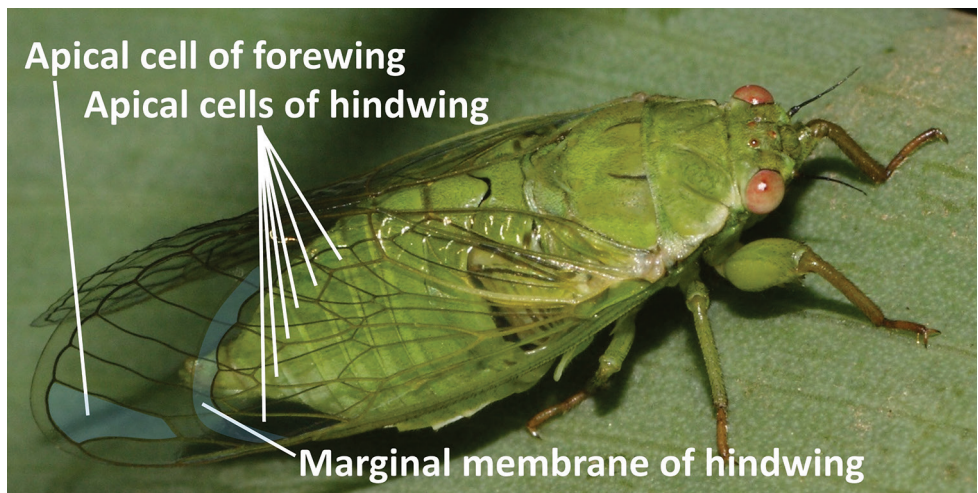 Apical cell of forewing
Apical cells of hindwing
Marginal membrane of hindwing